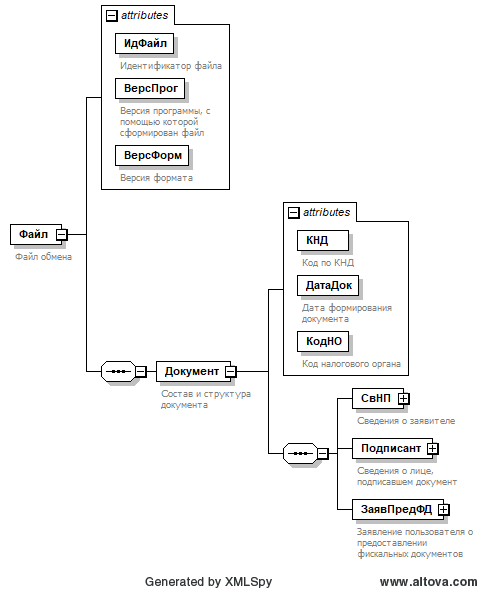 attributes
ИдФайл
Идентификатор файла
ВерсПрог
Версия программы, с
помощью которой
сформирован файл
ВерсФорм
Версия формата
Файл
Файл обмена
Документ
Состав и структура
документа
attributes
КНД
Код по КНД
ДатаДок
Дата формирования
документа
КодНО
Код налогового органа
СвНП
Сведения о заявителе
Подписант
Сведения о лице,
подписавшем документ
ЗаявПредФД
Заявление пользователя о
предоставлении
фискальных документов
Generated by XMLSpy
www.altova.com